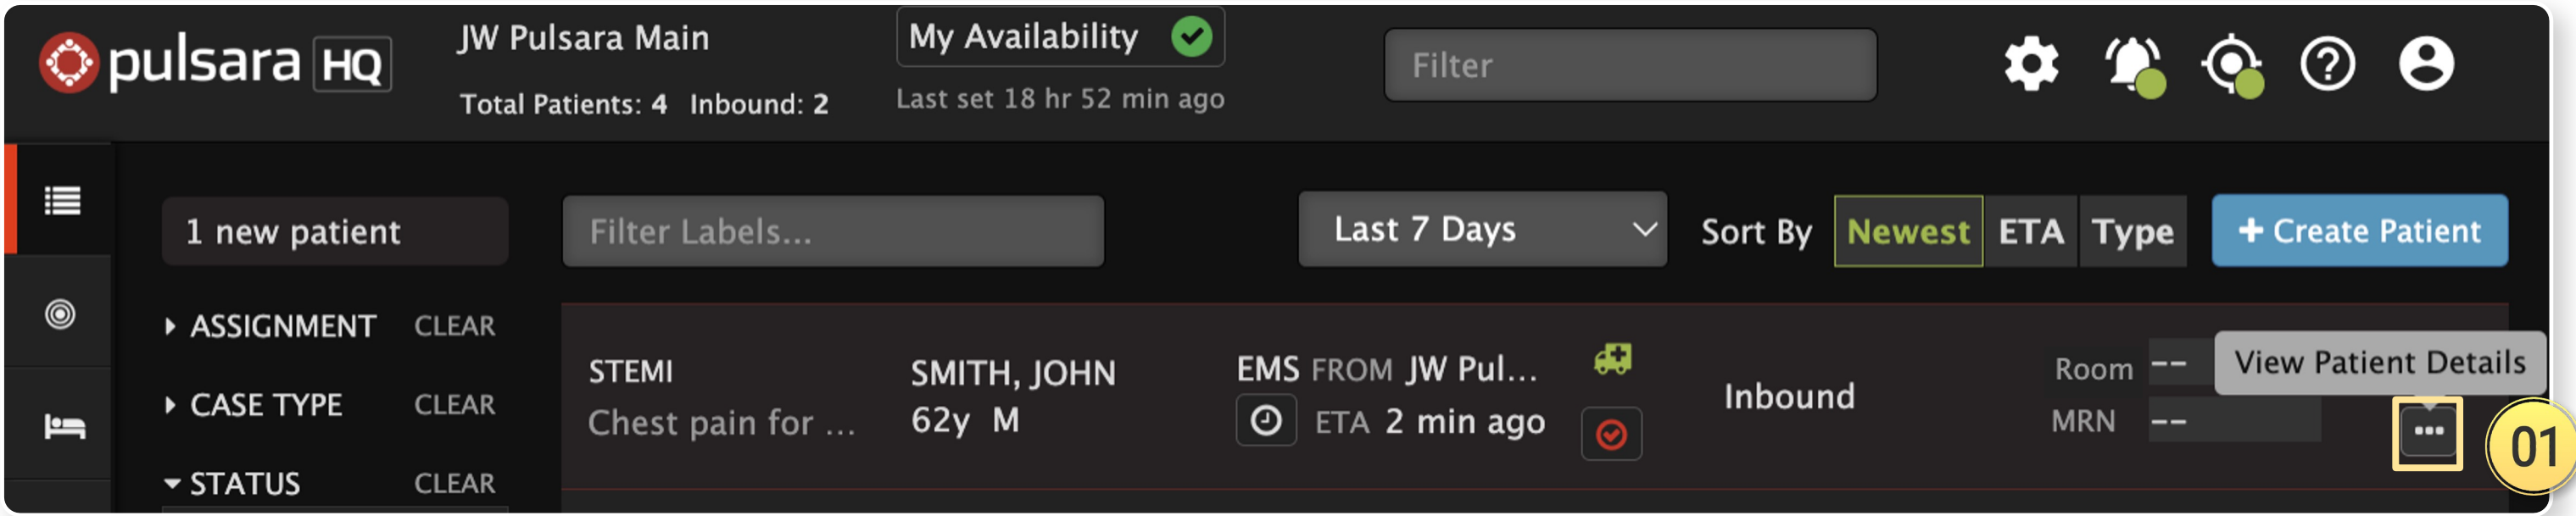 pulsara HQ
JW Pulsara Main
Total Patients: 4 Inbound: 2
My Availability
Last set 18 hr 52 min ago
Filter
1 new patient
Filter Labels...
Last 7 Days
Sort By Newest ETA Type
+ Create Patient
ASSIGNMENT CLEAR
CASE TYPE CLEAR
STATUS CLEAR
STEMI
Chest pain for ...
SMITH, JOHN
62y M
EMS FROM JW Pul...
ETA 2 min ago
Inbound
Room --
MRN --
View Patient Details
01